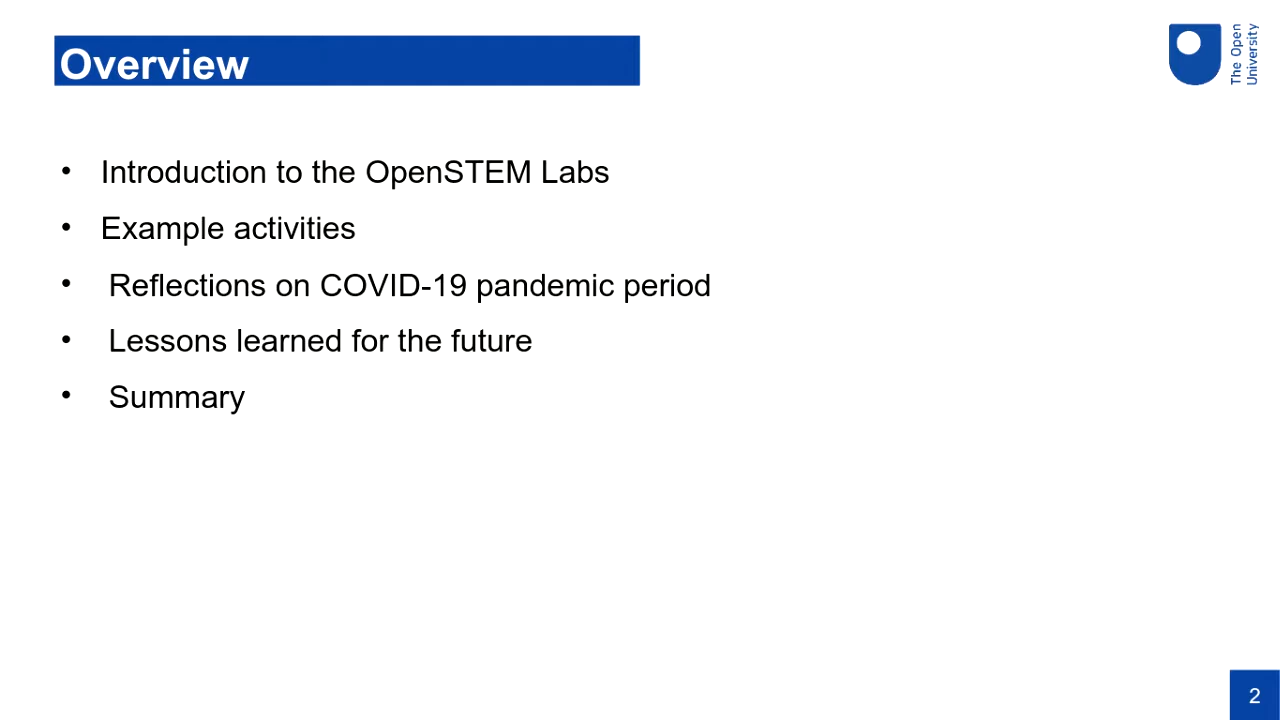 Overview
The Open
University
• Introduction to the OpenSTEM Labs
• Example activities
• Reflections on COVID-19 pandemic period
• Lessons learned for the future
• Summary
2